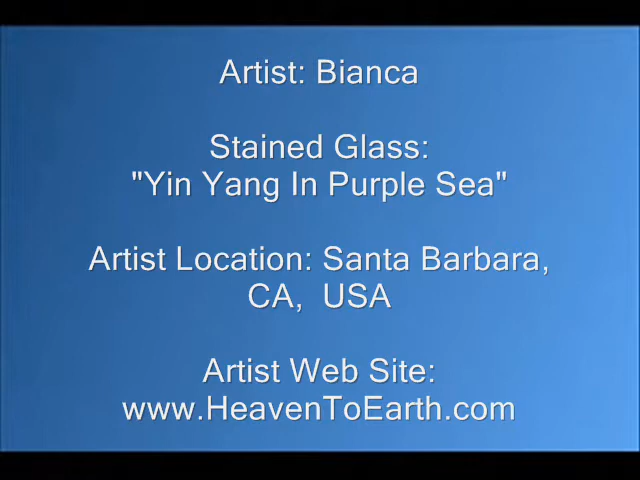 Artist: Bianca
Stained Glass:
"Yin Yang In Purple Sea"
Artist Location: Santa Barbara,
CA,  USA
Artist Web Site:
www.HeavenToEarth.com